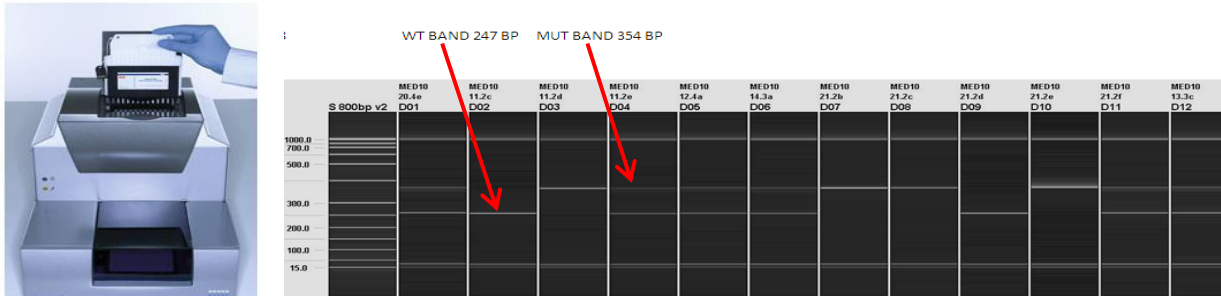 WT BAND 247 BP MUT BAND 354 BP
MED10 MED10 MED10 MED10 MED10 MED10 MED10 MED10 MED10 MED10 MED10 MED10
20.4e 11.2c 11.2d 11.2e 12.4a 14.3a 21.2b 21.2c 21.2d 21.2e 21.2f 13.3c
S 800bp v2 D01 D02 D03 D04 D05 D06 D07 D08 D09 D10 D11 D12
1000.0
700.0
500.0
300.0
200.0
100.0
15.0